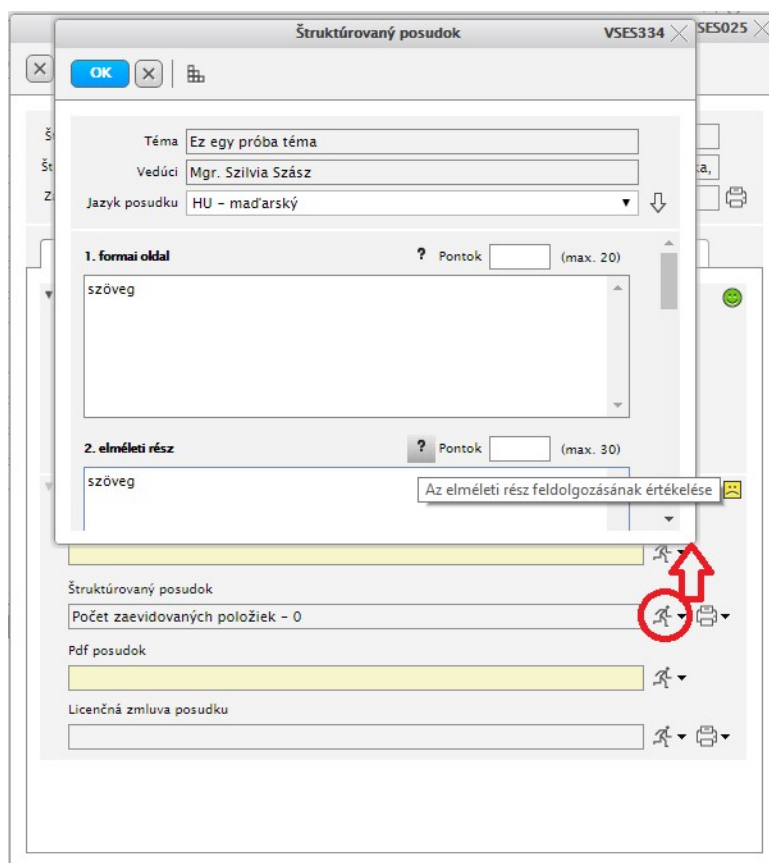 Štruktúrovaný posudok VSES334
SES025
OK
Téma Ez egy próba téma
Vedúci Mgr. Szilvia Szász
Jazyk posudku HU – maďarský
1. formai oldal ? Pontok (max. 20)
szöveg
2. elméleti rész ? Pontok (max. 30)
szöveg
Az elméleti rész feldolgozásának értékelése
Štruktúrovaný posudok
Počet zaevidovaných položiek – 0
Pdf posudok
Licenčná zmluva posudku